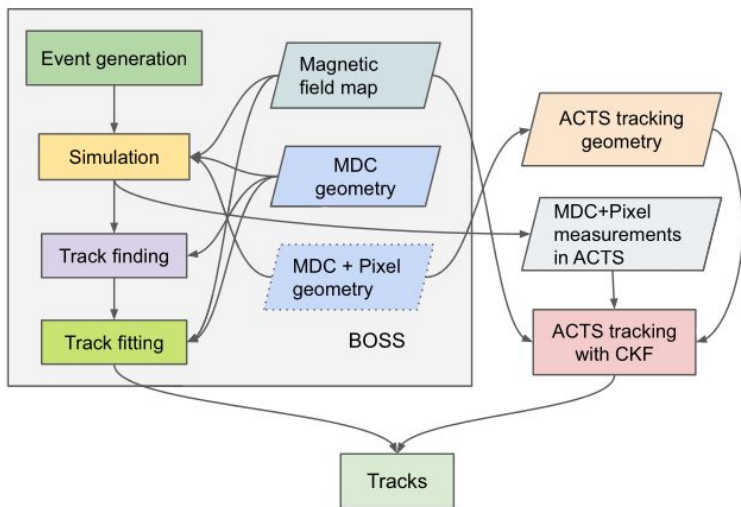 Event generation
Magnetic
field map
ACTS tracking
geometry
Simulation
MDC
geometry
MDC+Pixel
measurements
in ACTS
Track finding
MDC + Pixel
geometry
Track fitting
BOSS
ACTS tracking
with CKF
Tracks